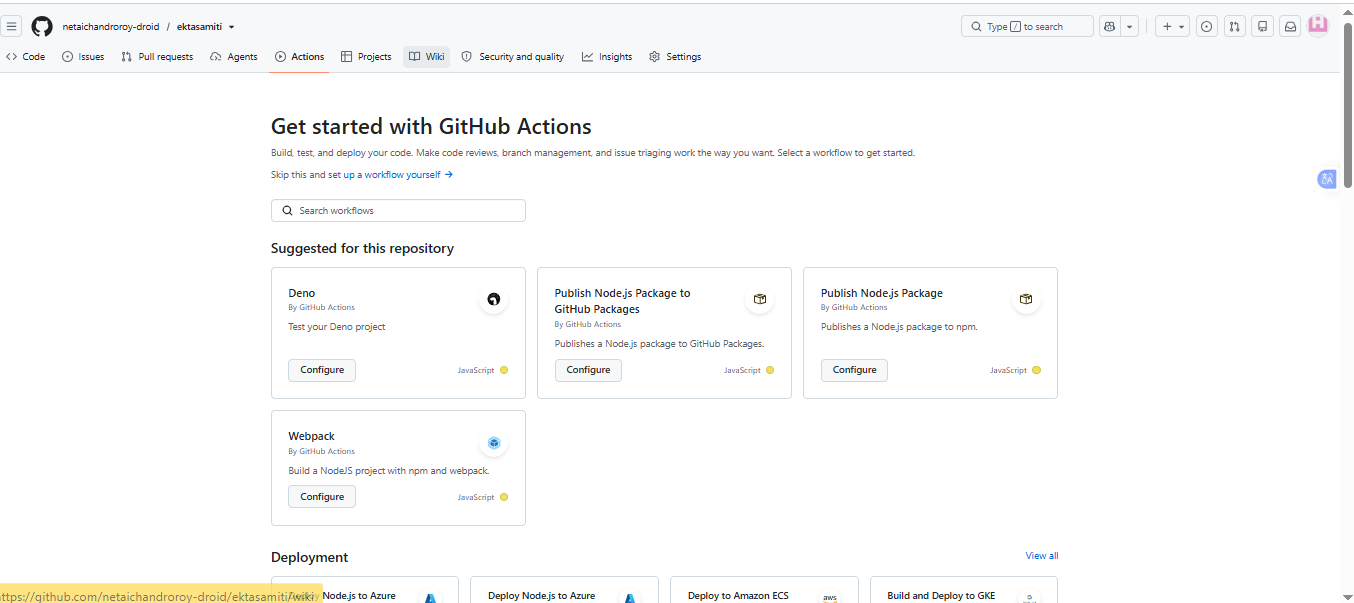 netaichandroroy-droid / ektasamiti
Type / to search
Code Issues Pull requests Agents Actions Projects Wiki Security and quality Insights Settings
Get started with GitHub Actions
Build, test, and deploy your code. Make code reviews, branch management, and issue triaging work the way you want. Select a workflow to get started.
Skip this and set up a workflow yourself →
Search workflows
Suggested for this repository
Deno
By GitHub Actions
Test your Deno project
Configure
JavaScript
Publish Node.js Package to
GitHub Packages
By GitHub Actions
Publishes a Node.js package to GitHub Packages.
Configure
JavaScript
Publish Node.js Package
By GitHub Actions
Publishes a Node.js package to npm.
Configure
JavaScript
Webpack
By GitHub Actions
Build a NodeJS project with npm and webpack.
Configure
JavaScript
Deployment
View all
Node.js to Azure
Deploy Node.js to Azure
Deploy to Amazon ECS
aws
Build and Deploy to GKE
ttps://github.com/netaichandroroy-droid/ektasamiti/wiki